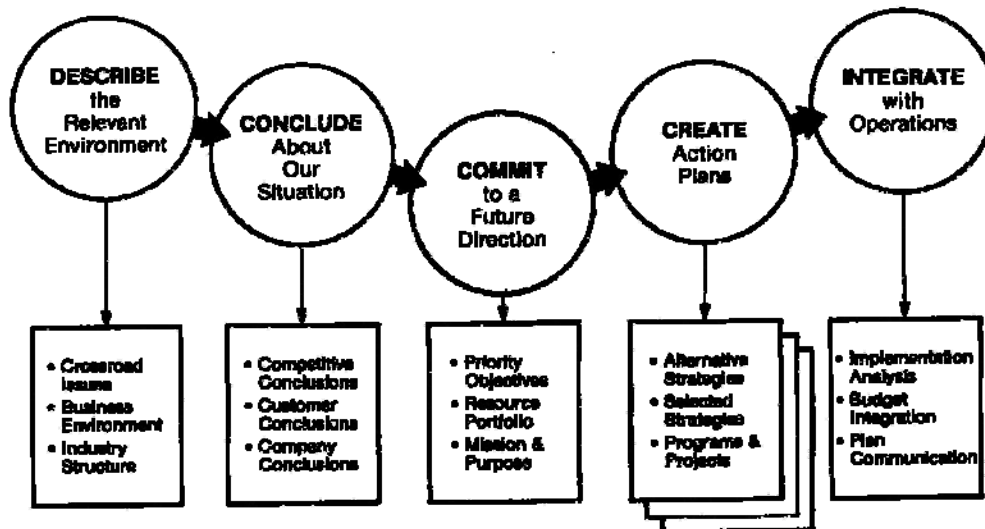 DESCRIBE
the
Relevant
Environment
CONCLUDE
About
Our
Situation
COMMIT
to a
Future
Direction
CREATE
Action
Plans
INTEGRATE
with
Operations
• Crossroad
Issues
• Business
Environment
• Industry
Structure
• Competitive
Conclusions
• Customer
Conclusions
• Company
Conclusions
• Priority
Objectives
• Resource
Portfolio
• Mission &
Purpose
• Alternative
Strategies
• Selected
Strategies
• Programs &
Projects
• Implementation
Analysis
• Budget
Integration
• Plan
Communication